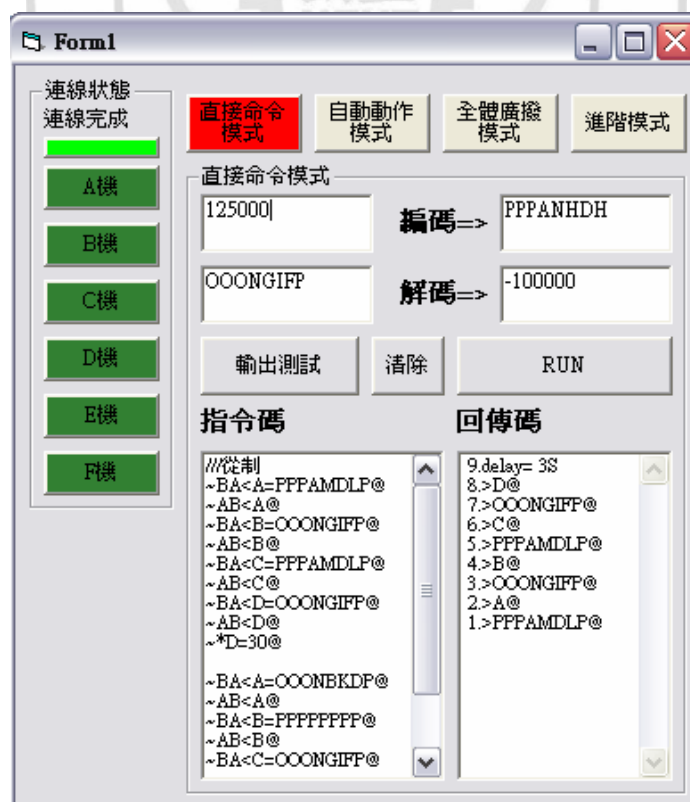 Form1
連線狀態
連線完成
A機
B機
C機
D機
E機
F機
直接命令
模式
自動動作
模式
全體廣撥
模式
進階模式
直接命令模式
125000
編碼=>
PPPANHDH
OOONGIFP
解碼=>
-100000
輸出測試
清除
RUN
指令碼
回傳碼
///從制
~BA<A=PPPAMDLP@
~AB<A@
~BA<B=OOONGIFP@
~AB<B@
~BA<C=PPPAMDLP@
~AB<C@
~BA<D=OOONGIFP@
~AB<D@
~*D=30@
~BA<A=OOONBKDP@
~AB<A@
~BA<B=PPPPPPPP@
~AB<B@
~BA<C=OOONGIFP@
9.delay= 3S
8.>D@
7.>OOONGIFP@
6.>C@
5.>PPPAMDLP@
4.>B@
3.>OOONGIFP@
2.>A@
1.>PPPAMDLP@